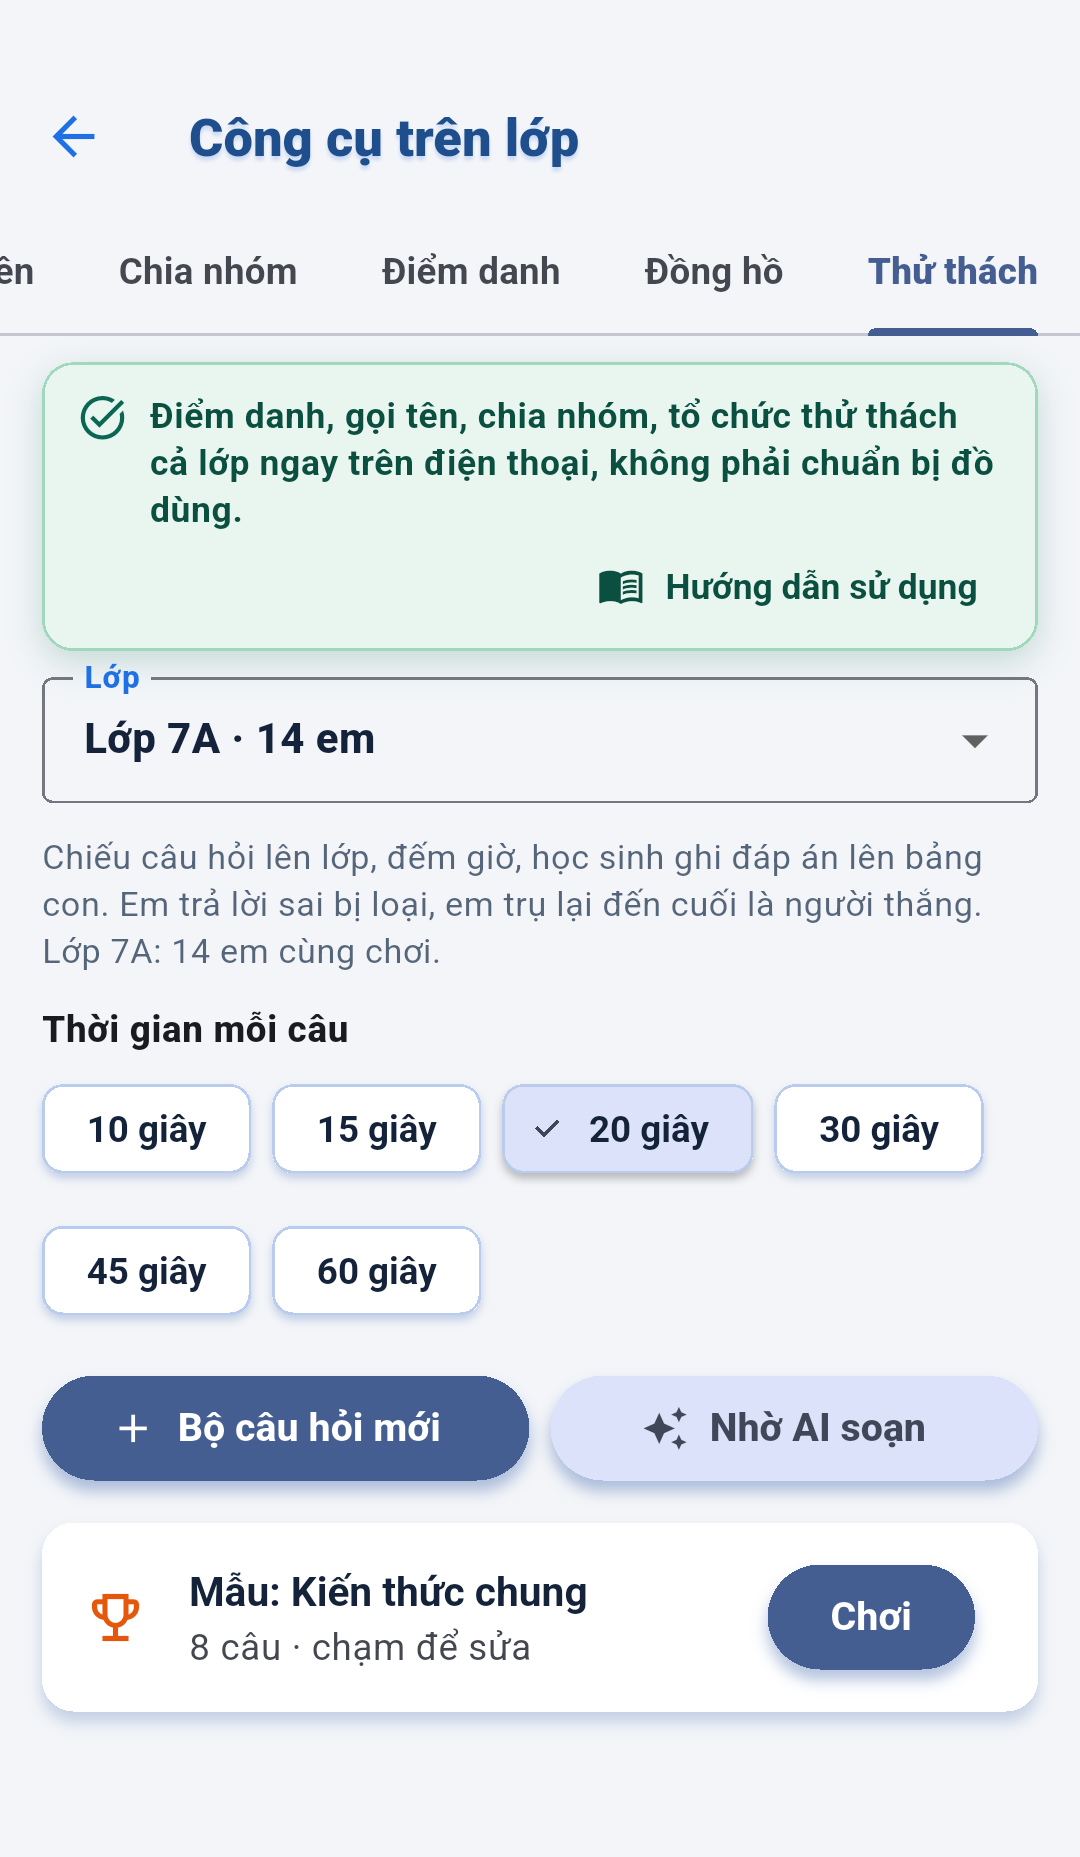 Công cụ trên lớp
ên Chia nhóm Điểm danh Đồng hồ Thử thách
Điểm danh, gọi tên, chia nhóm, tổ chức thử thách
cả lớp ngay trên điện thoại, không phải chuẩn bị đồ
dùng.
Hướng dẫn sử dụng
Lớp
Lớp 7A · 14 em
Chiếu câu hỏi lên lớp, đếm giờ, học sinh ghi đáp án lên bảng
con. Em trả lời sai bị loại, em trụ lại đến cuối là người thắng.
Lớp 7A: 14 em cùng chơi.
Thời gian mỗi câu
10 giây 15 giây 20 giây 30 giây
45 giây 60 giây
Bộ câu hỏi mới Nhờ AI soạn
Mẫu: Kiến thức chung
8 câu · chạm để sửa
Chơi